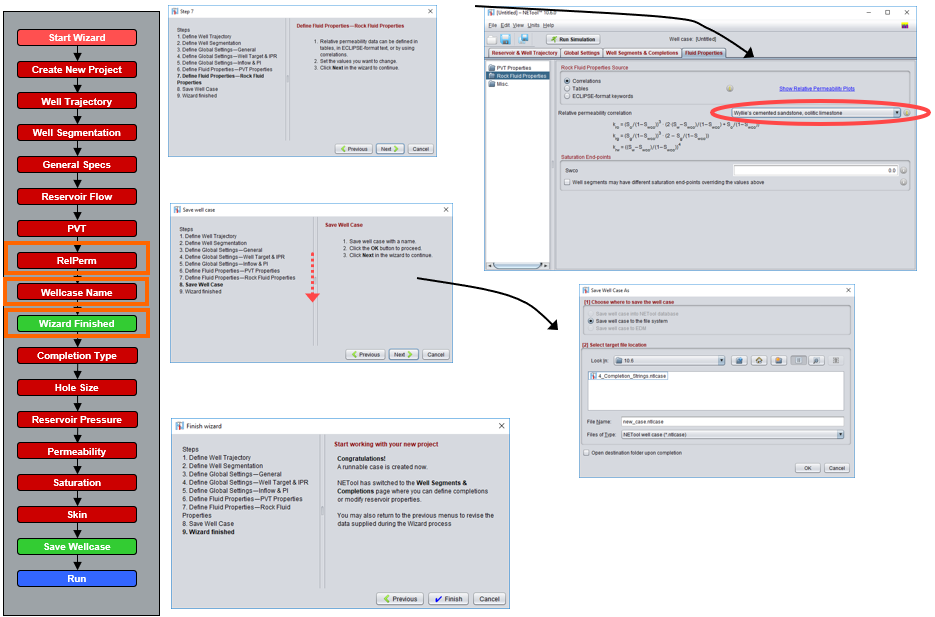 Start Wizard
Create New Project
Well Trajectory
Well Segmentation
General Specs
Reservoir Flow
PVT
RelPerm
Wellcase Name
Wizard Finished
Completion Type
Hole Size
Reservoir Pressure
Permeability
Saturation
Skin
Save Wellcase
Run
Step 7
Steps
1. Define Well Trajectory
2. Define Well Segmentation
3. Define Global Settings—General
4. Define Global Settings—Well Target & IPR
5. Define Global Settings—Inflow & PI
6. Define Fluid Properties—PVT Properties
7. Define Fluid Properties—Rock Fluid
Properties
8. Save Well Case
9. Wizard finished
Define Fluid Properties—Rock Fluid Properties
1. Relative permeability data can be defined in
tables, in ECLIPSE-format text, or by using
correlations.
2. Set the values you want to change.
3. Click Next in the wizard to continue.
Previous
Next
Cancel
[Untitled] – NETool™ 10.6.0
File Edit View Units Help
Run Simulation
Well case: [Untitled]
Reservoir & Well Trajectory
Global Settings
Well Segments & Completions
Fluid Properties
PVT Properties
Rock Fluid Properties
Misc.
Rock Fluid Properties Source
Correlations
Tables
ECLIPSE-format keywords
Show Relative Permeability Plots
Relative permeability correlation
Wyllie's cemented sandstone, oolitic limestone
Saturation End-points
Swco
0.0
Well segments may have different saturation end-points overriding the values above
Save well case
Steps
1. Define Well Trajectory
2. Define Well Segmentation
3. Define Global Settings—General
4. Define Global Settings—Well Target & IPR
5. Define Global Settings—Inflow & PI
6. Define Fluid Properties—PVT Properties
7. Define Fluid Properties—Rock Fluid Properties
8. Save Well Case
9. Wizard finished
Save Well Case
1. Save well case with a name.
2. Click the OK button to proceed.
3. Click Next in the wizard to continue.
Previous
Next
Cancel
Save Well Case As
[1] Choose where to save the well case
Save well case into NETool database
Save well case to the file system
Save well case to EDM
[2] Select target file location
Look In:
10.6
4_Completion_Strings.ntlcase
File Name:
new_case.ntlcase
Files of Type:
NETool well case (*.ntlcase)
Open destination folder upon completion
OK
Cancel
Finish wizard
Steps
1. Define Well Trajectory
2. Define Well Segmentation
3. Define Global Settings—General
4. Define Global Settings—Well Target & IPR
5. Define Global Settings—Inflow & PI
6. Define Fluid Properties—PVT Properties
7. Define Fluid Properties—Rock Fluid
Properties
8. Save Well Case
9. Wizard finished
Start working with your new project
Congratulations!
A runnable case is created now.
NETool has switched to the Well Segments &
Completions page where you can define completions
or modify reservoir properties.
You may also return to the previous menus to revise the
data supplied during the Wizard process
Previous
Finish
Cancel